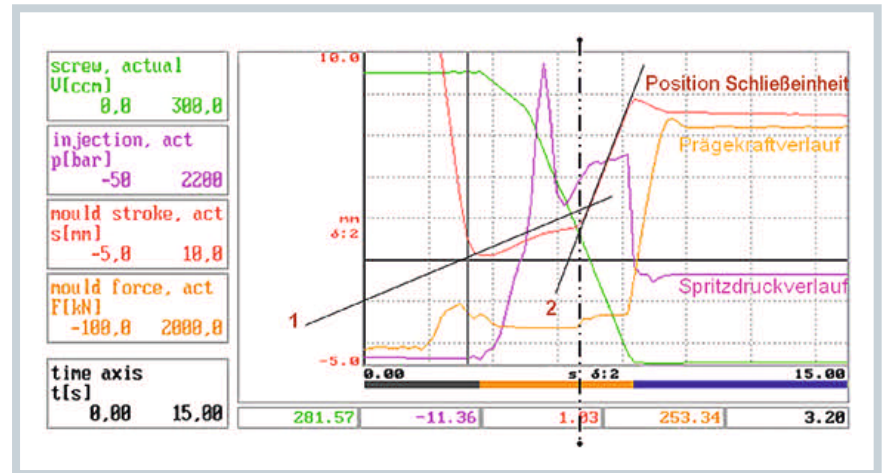 screw, actual
V[ccm]
0,0 300,0
injection, act
p[bar]
-50 2200
mould stroke, act
s[mm]
-5,0 10,0
mould force, act
F[kN]
-100,0 2000,0
time axis
t[s]
0,00 15,00
10.0
mm
δ:2
-5.0
Position Schließeinheit
Prägekraftverlauf
Spritzdruckverlauf
1
2
0.00 s δ:2 15.00
281.57 -11.36 1.03 253.34 3.20